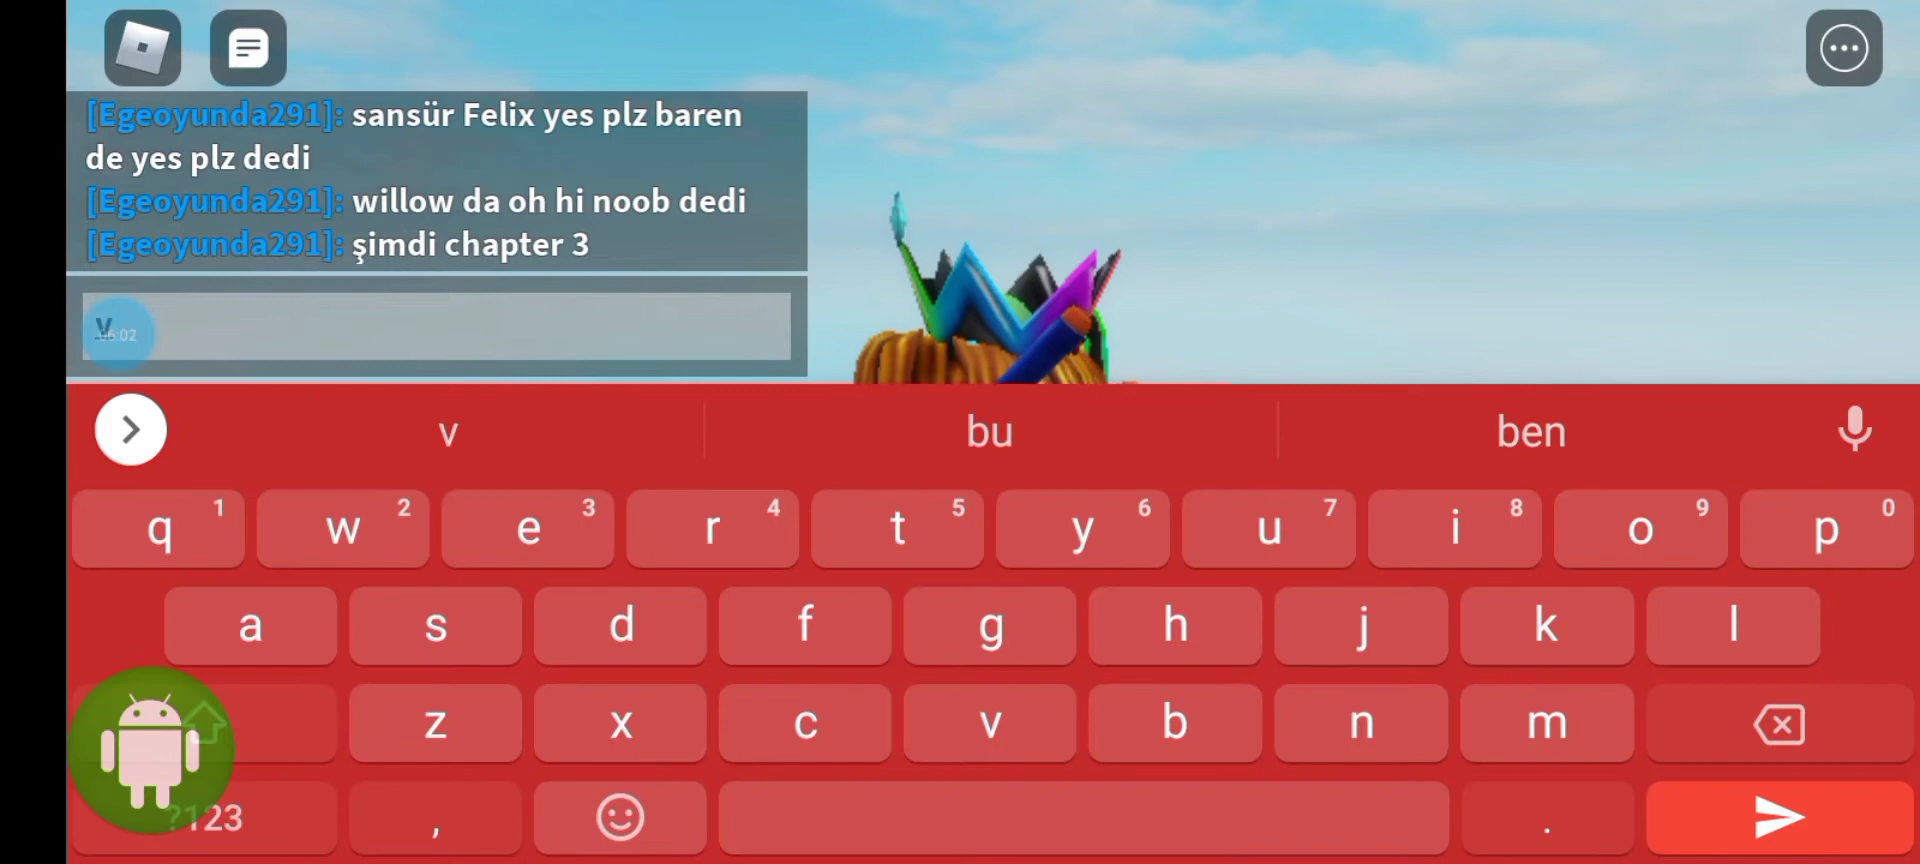 [Egeoyunda291]: sansür Felix yes plz baren
de yes plz dedi
[Egeoyunda291]: willow da oh hi noob dedi
[Egeoyunda291]: şimdi chapter 3
v
v bu ben
q 1 w 2 e 3 r 4 t 5 y 6 u 7 i 8 o 9 p 0
a s d f g h j k l
z x c v b n m
?123 , .